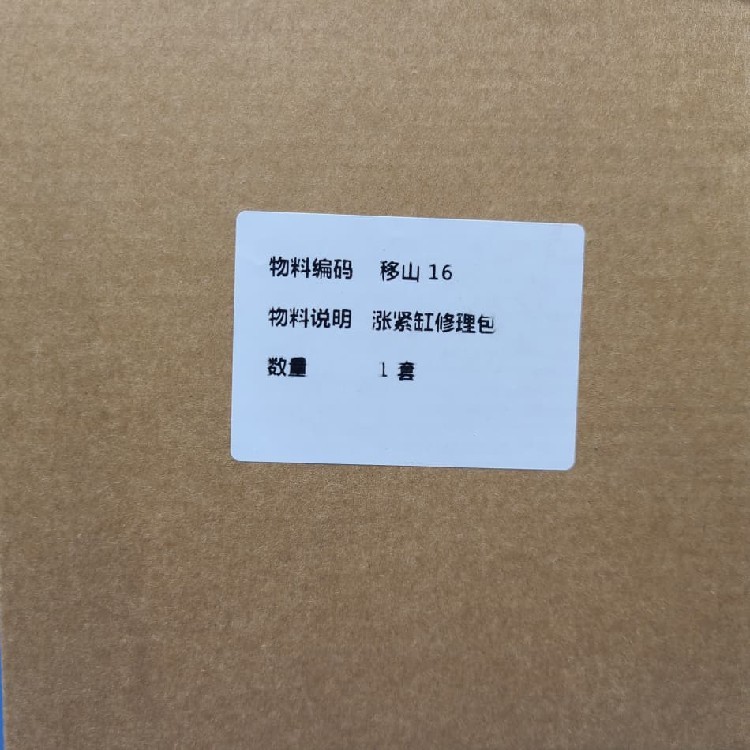 物料编码 移山 16
物料说明 涨紧缸修理包
数量 1 套